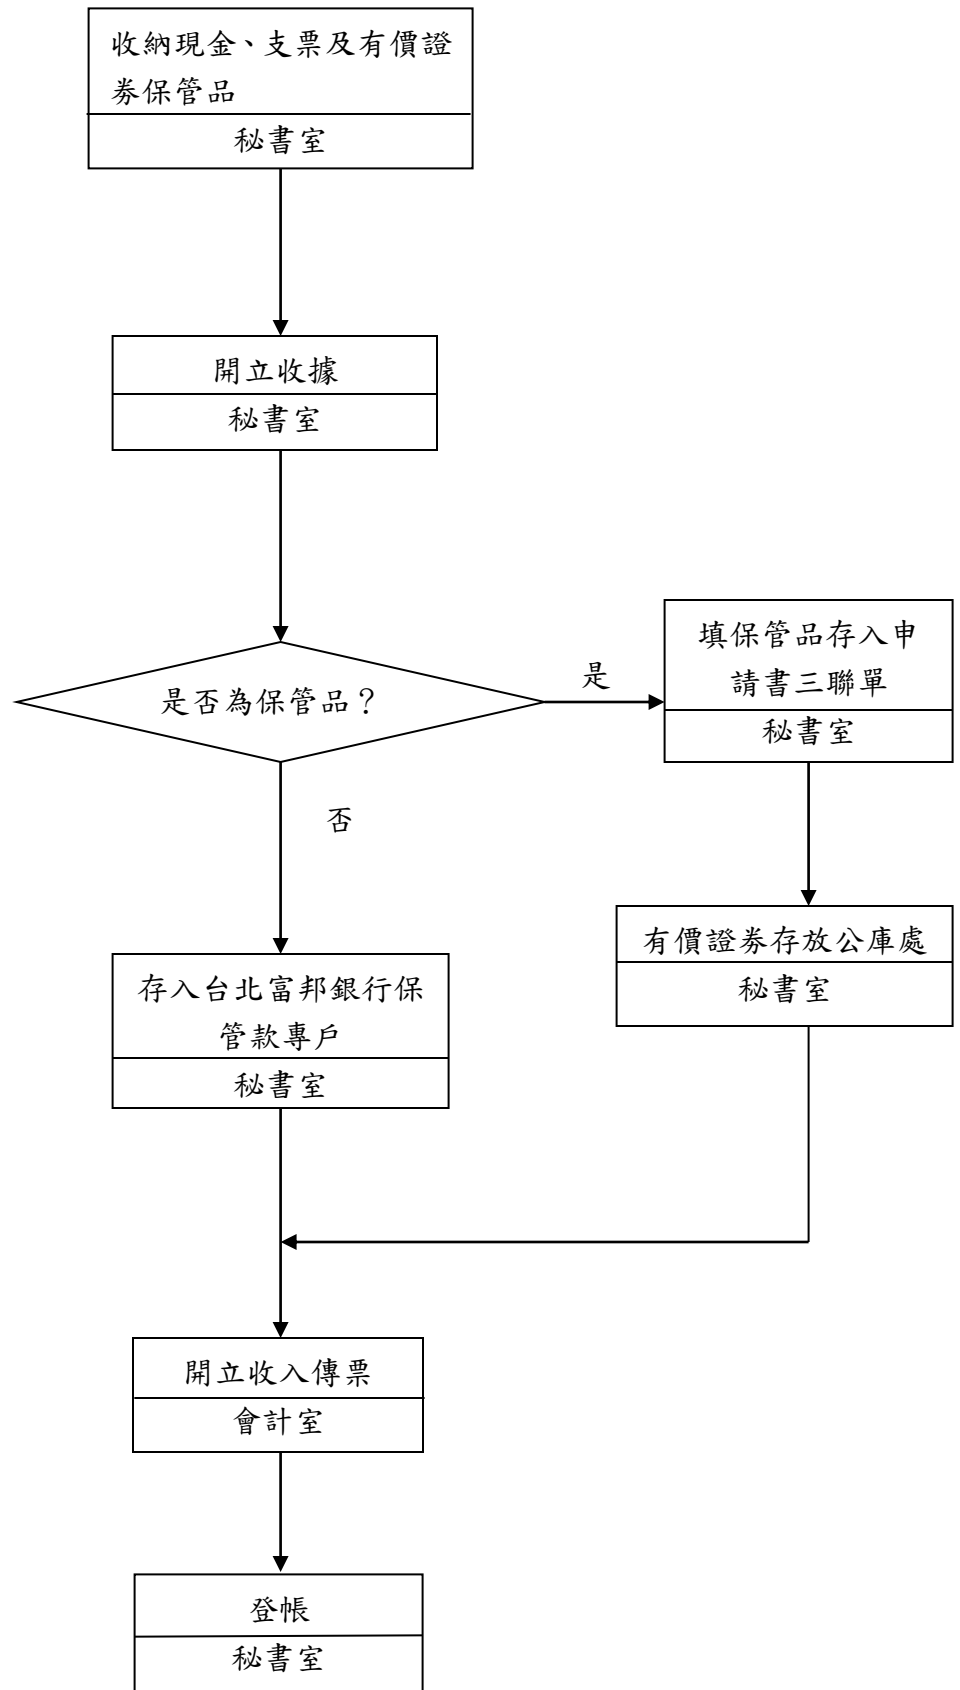 收納現金、支票及有價證
券保管品
秘書室
開立收據
秘書室
是否為保管品？
是
填保管品存入申
請書三聯單
秘書室
否
有價證券存放公庫處
秘書室
存入台北富邦銀行保
管款專戶
秘書室
開立收入傳票
會計室
登帳
秘書室